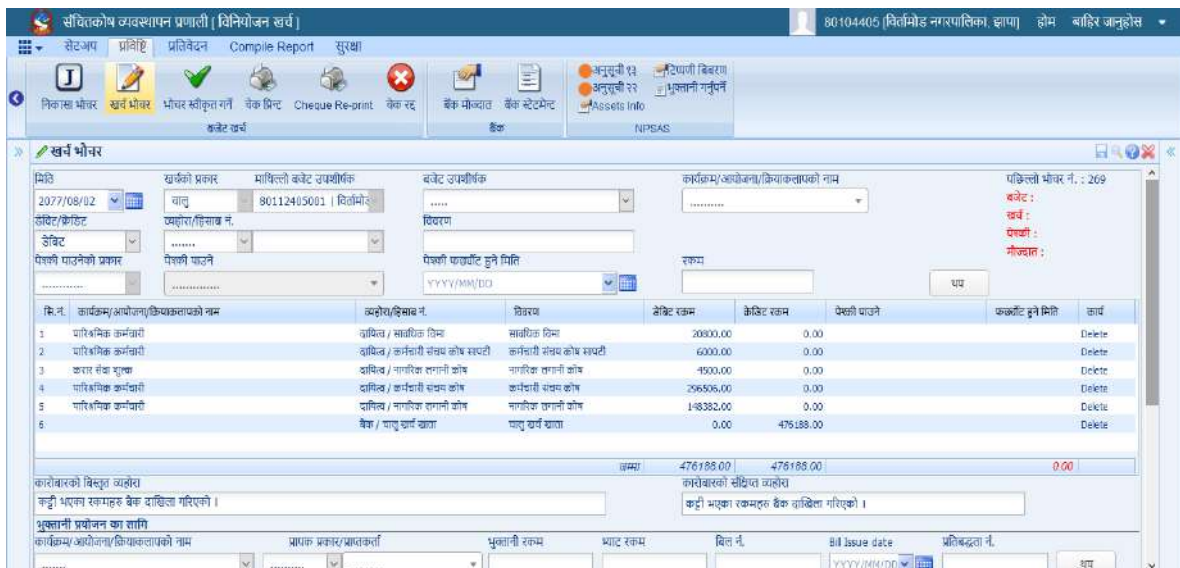 संचितकोष व्यवस्थापन प्रणाली [ विनियोजन खर्च ] 80104405 |विर्तामोड नगरपालिका, झापा| होम बाहिर जानुहोस
सेटअप प्रविष्टि प्रतिवेदन Compile Report सुरक्षा
निकासा भौचर खर्च भौचर भौचर स्वीकृत गर्ने चेक प्रिन्ट Cheque Re-print चेक रद्द बैंक मौज्दात बैंक स्टेटमेन्ट
अनुसूची १३ टिप्पणी बिबरण
अनुसूची २२ भुक्तानी गर्नुपर्ने
Assets Info
बजेट खर्च बैंक NPSAS
खर्च भौचर
मिति खर्चको प्रकार माथिल्लो बजेट उपशीर्षक बजेट उपशीर्षक कार्यक्रम/आयोजना/क्रियाकलापको नाम पछिल्लो भौचर नं. : 269
2077/08/02 चालु 80112405001 | विर्तामोड ..... ..........
बजेट :
खर्च :
पेश्की :
मौज्दात :
डेबिट/क्रेडिट व्यहोरा/हिसाब नं. विवरण
डेबिट .......
पेश्की पाउनेको प्रकार पेश्की पाउने पेश्की फर्छ्यौट हुने मिति रकम
............ .............. YYYY/MM/DD थप
सि.नं. कार्यक्रम/आयोजना/क्रियाकलापको नाम व्यहोरा/हिसाब नं. विवरण डेबिट रकम क्रेडिट रकम पेश्की पाउने फर्छ्यौट हुने मिति कार्य
1 पारिश्रमिक कर्मचारी दायित्व / सावधिक विमा सावधिक विमा 20800.00 0.00 Delete
2 पारिश्रमिक कर्मचारी दायित्व / कर्मचारी संचय कोष सापटी कर्मचारी संचय कोष सापटी 6000.00 0.00 Delete
3 करार सेवा शुल्क दायित्व / नागरिक लगानी कोष नागरिक लगानी कोष 4500.00 0.00 Delete
4 पारिश्रमिक कर्मचारी दायित्व / कर्मचारी संचय कोष कर्मचारी संचय कोष 296506.00 0.00 Delete
5 पारिश्रमिक कर्मचारी दायित्व / नागरिक लगानी कोष नागरिक लगानी कोष 148382.00 0.00 Delete
6 बैंक / चालु खर्च खाता चालु खर्च खाता 0.00 476188.00 Delete
जम्मा 476188.00 476188.00 0.00
कारोबारको बिस्तृत व्यहोरा कारोबारको संक्षिप्त व्यहोरा
कट्टी भएका रकमहरु बैंक दाखिला गरिएको । कट्टी भएका रकमहरु बैंक दाखिला गरिएको ।
भुक्तानी प्रयोजन का लागि
कार्यक्रम/आयोजना/क्रियाकलापको नाम प्रापक प्रकार/प्राप्तकर्ता भुक्तानी रकम भ्याट रकम बिल नं. Bill Issue date प्रतिबद्धता नं.
YYYY/MM/DD थप